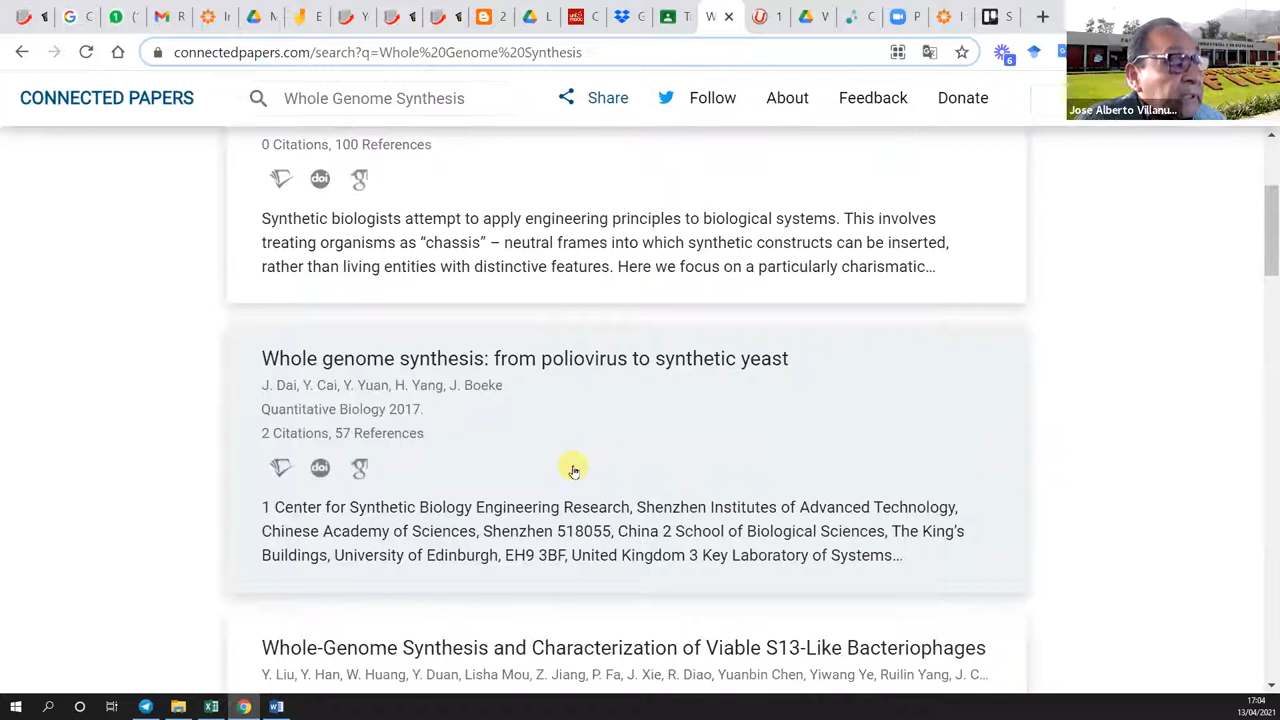 connectedpapers.com/search?q=Whole%20Genome%20Synthesis
6
CONNECTED PAPERS
Whole Genome Synthesis
Share
Follow
About
Feedback
Donate
Jose Alberto Villanu...
0 Citations, 100 References
doi
Synthetic biologists attempt to apply engineering principles to biological systems. This involves
treating organisms as “chassis” – neutral frames into which synthetic constructs can be inserted,
rather than living entities with distinctive features. Here we focus on a particularly charismatic…
Whole genome synthesis: from poliovirus to synthetic yeast
J. Dai, Y. Cai, Y. Yuan, H. Yang, J. Boeke
Quantitative Biology 2017.
2 Citations, 57 References
doi
1 Center for Synthetic Biology Engineering Research, Shenzhen Institutes of Advanced Technology,
Chinese Academy of Sciences, Shenzhen 518055, China 2 School of Biological Sciences, The King’s
Buildings, University of Edinburgh, EH9 3BF, United Kingdom 3 Key Laboratory of Systems…
Whole-Genome Synthesis and Characterization of Viable S13-Like Bacteriophages
Y. Liu, Y. Han, W. Huang, Y. Duan, Lisha Mou, Z. Jiang, P. Fa, J. Xie, R. Diao, Yuanbin Chen, Yiwang Ye, Ruilin Yang, J. C…
17:04
13/04/2021